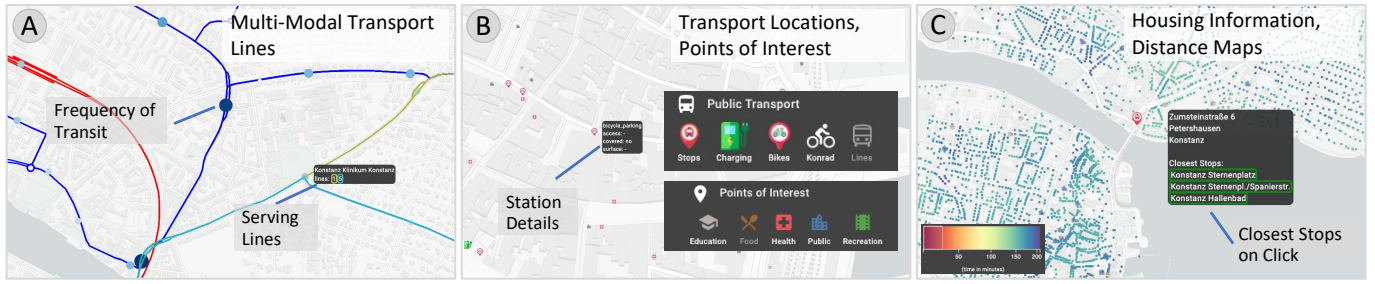 A
Multi-Modal Transport
Lines
Frequency of
Transit
Konstanz Klinikum Konstanz
lines: 1 5
Serving
Lines
B
Transport Locations,
Points of Interest
bicycle_parking
access: -
covered: no
surface: -
Station
Details
Public Transport
Stops Charging Bikes Konrad Lines
Points of Interest
Education Food Health Public Recreation
C
Housing Information,
Distance Maps
Zumsteinstraße 6
Petershausen
Konstanz
Closest Stops:
Konstanz Sternenplatz
Konstanz Sternenpl./Spanierstr.
Konstanz Hallenbad
Closest Stops
on Click
50 100 150 200
(time in minutes)